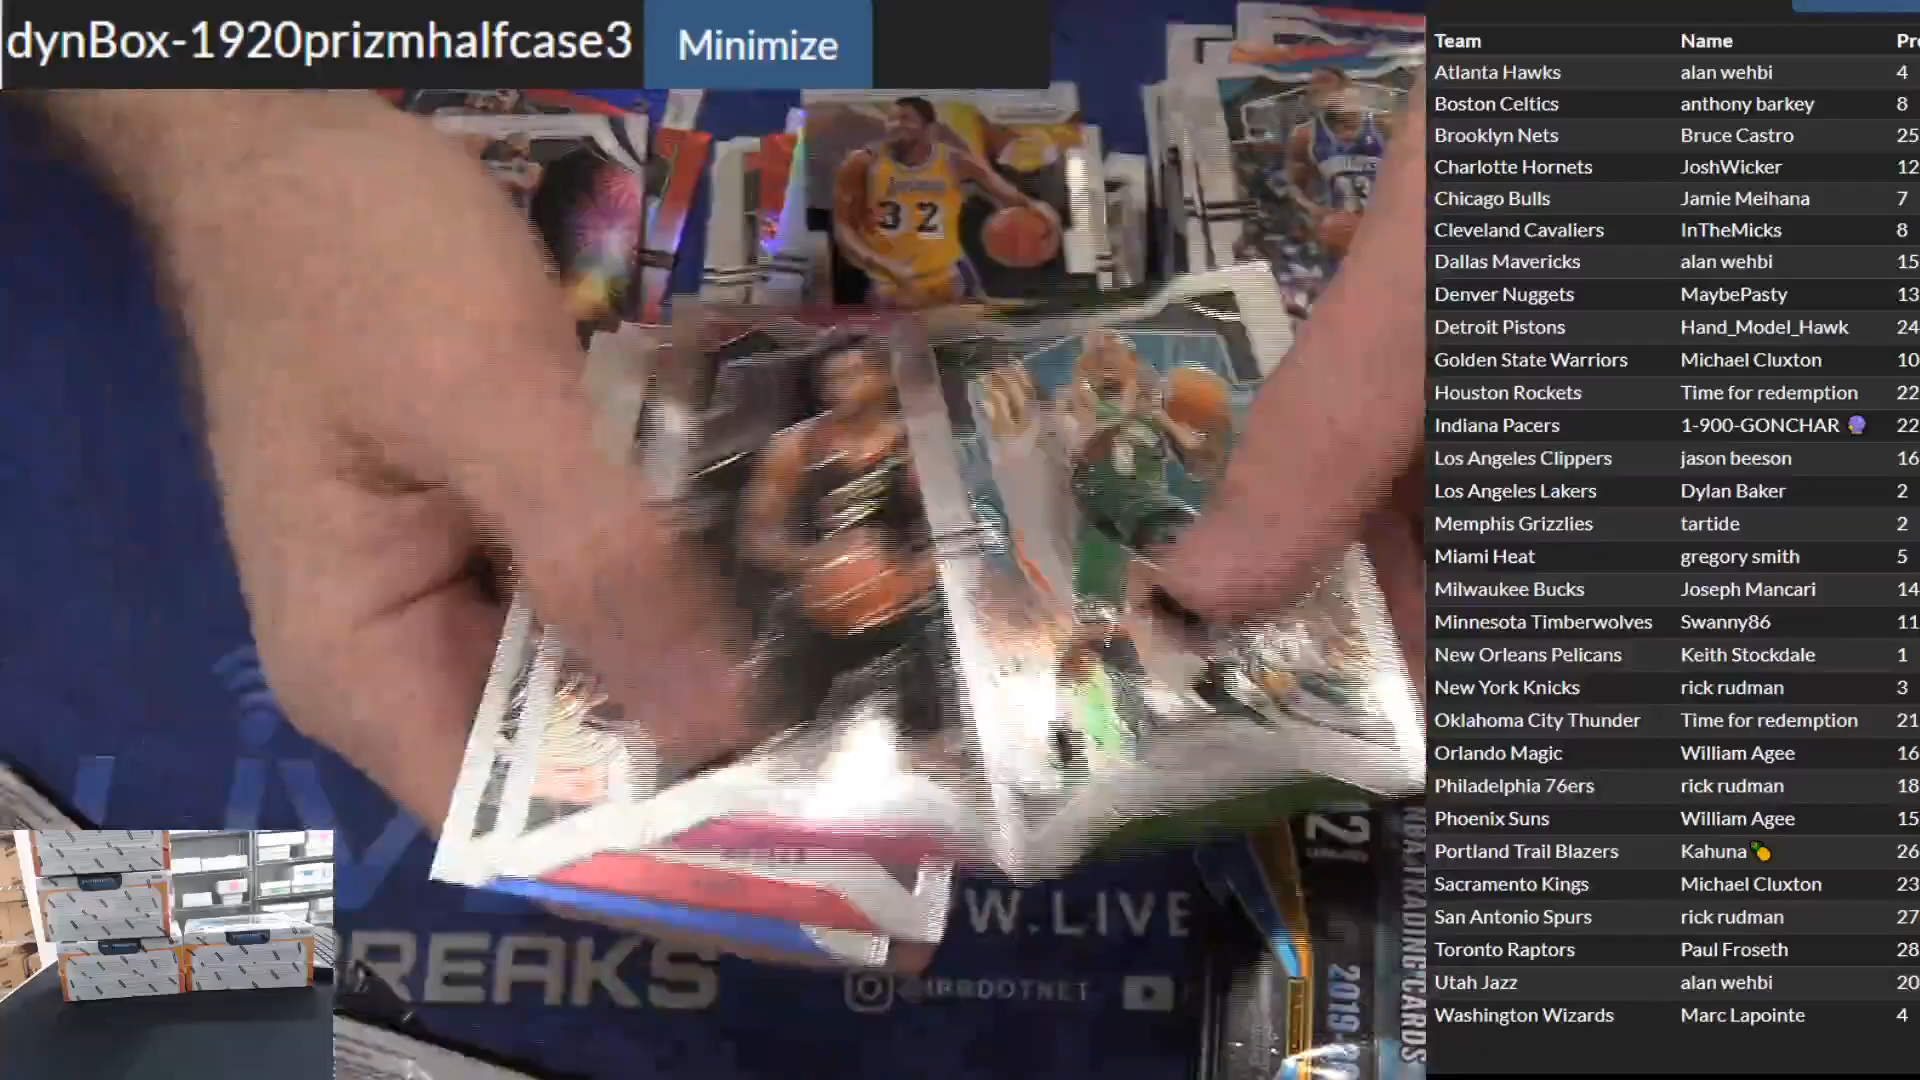 dynBox-1920prizmhalfcase3 Minimize
Team Name Pr
Atlanta Hawks alan wehbi 4
Boston Celtics anthony barkey 8
Brooklyn Nets Bruce Castro 25
Charlotte Hornets JoshWicker 12
Chicago Bulls Jamie Meihana 7
Cleveland Cavaliers InTheMicks 8
Dallas Mavericks alan wehbi 15
Denver Nuggets MaybePasty 13
Detroit Pistons Hand_Model_Hawk 24
Golden State Warriors Michael Cluxton 10
Houston Rockets Time for redemption 22
Indiana Pacers 1-900-GONCHAR 🔮 22
Los Angeles Clippers jason beeson 16
Los Angeles Lakers Dylan Baker 2
Memphis Grizzlies tartide 2
Miami Heat gregory smith 5
Milwaukee Bucks Joseph Mancari 14
Minnesota Timberwolves Swanny86 11
New Orleans Pelicans Keith Stockdale 1
New York Knicks rick rudman 3
Oklahoma City Thunder Time for redemption 21
Orlando Magic William Agee 16
Philadelphia 76ers rick rudman 18
Phoenix Suns William Agee 15
Portland Trail Blazers Kahuna🍍 26
Sacramento Kings Michael Cluxton 23
San Antonio Spurs rick rudman 27
Toronto Raptors Paul Froseth 28
Utah Jazz alan wehbi 20
Washington Wizards Marc Lapointe 4
32
W.LIVE
REAKS
TRADING CARDS